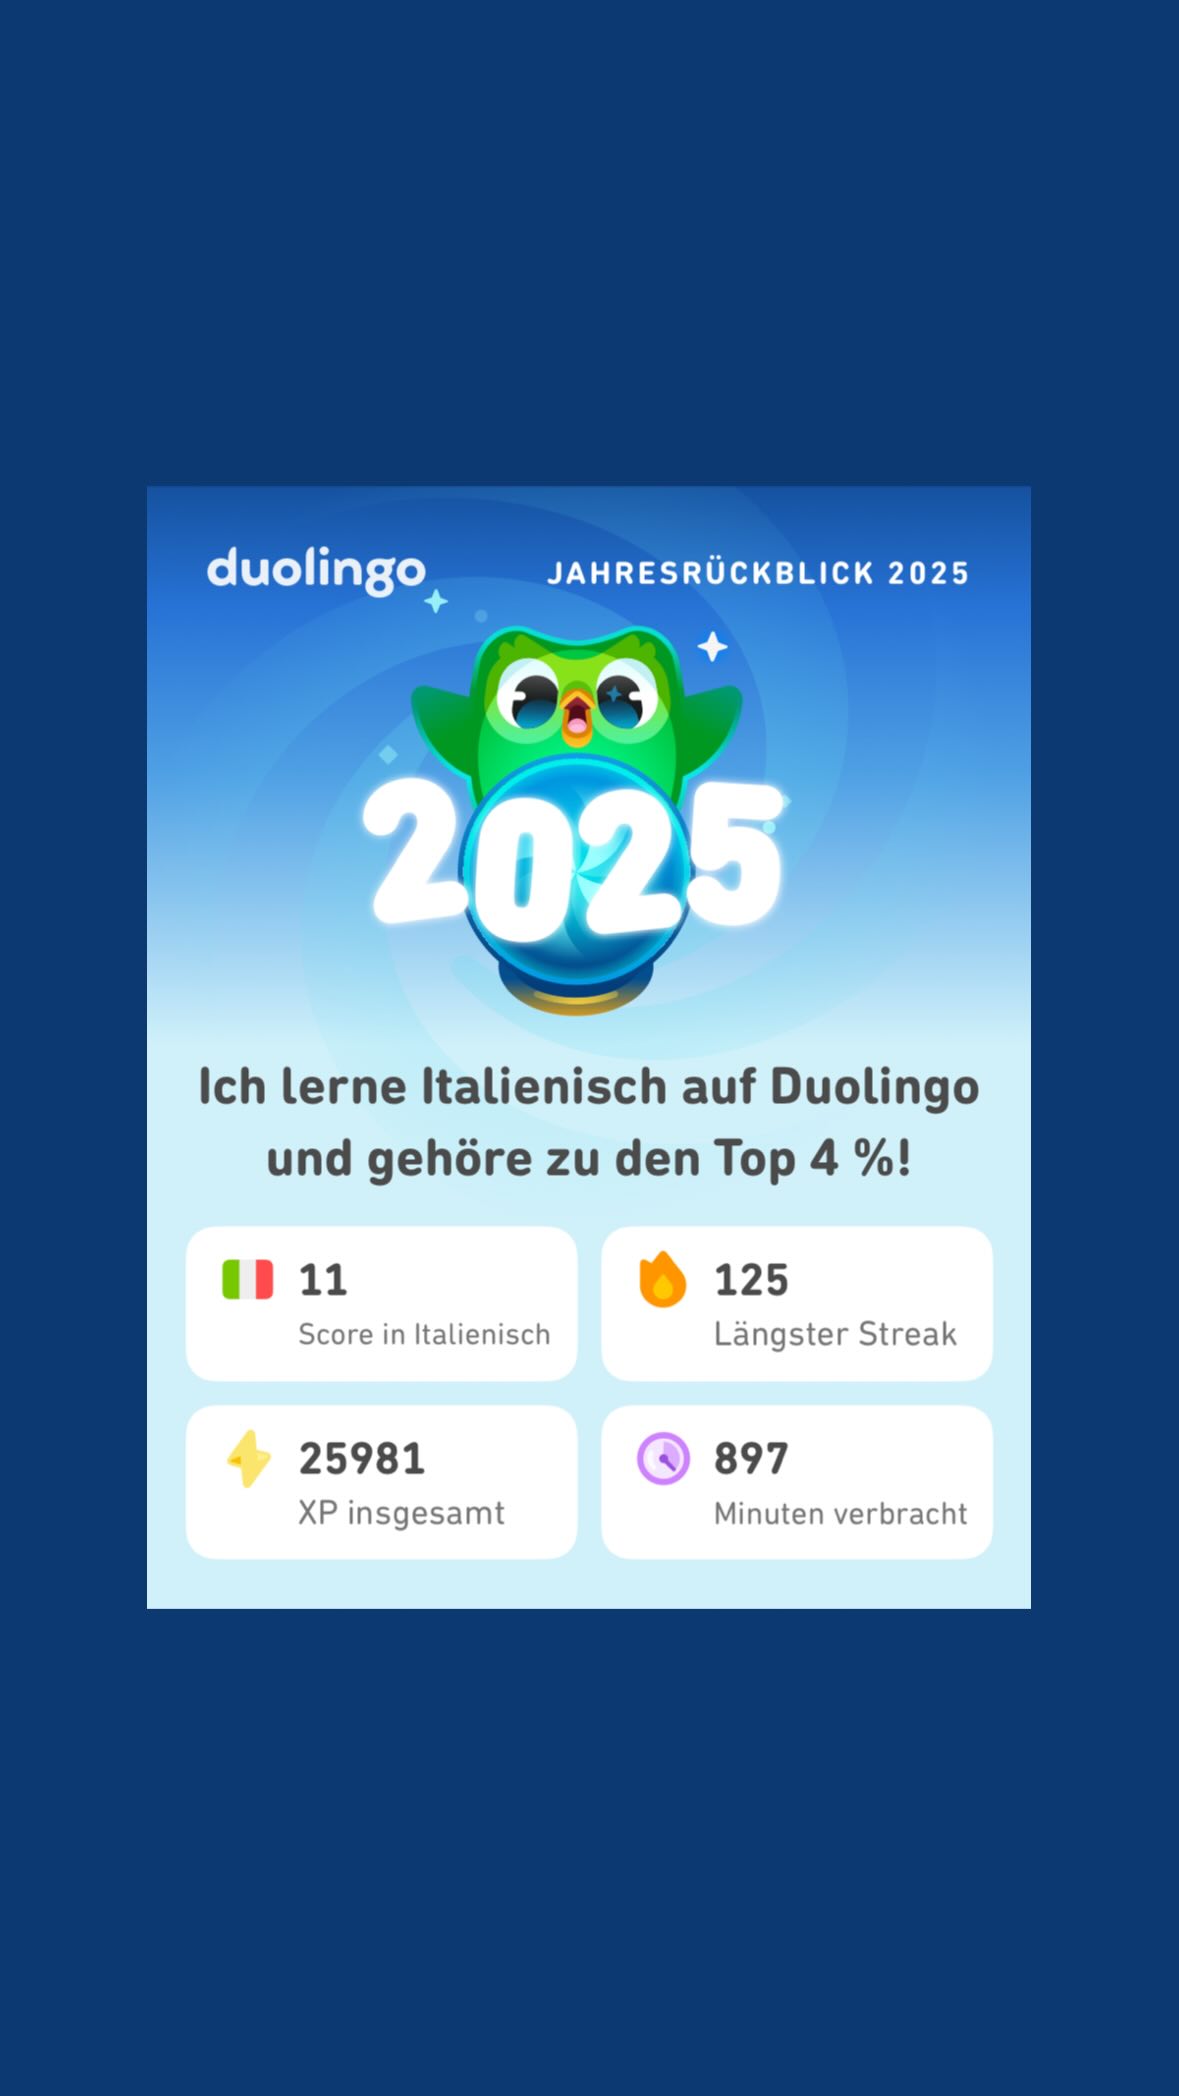 duolingo
JAHRESRÜCKBLICK 2025
2025
Ich lerne Italienisch auf Duolingo
und gehöre zu den Top 4 %!
11
Score in Italienisch
125
Längster Streak
25981
XP insgesamt
897
Minuten verbracht